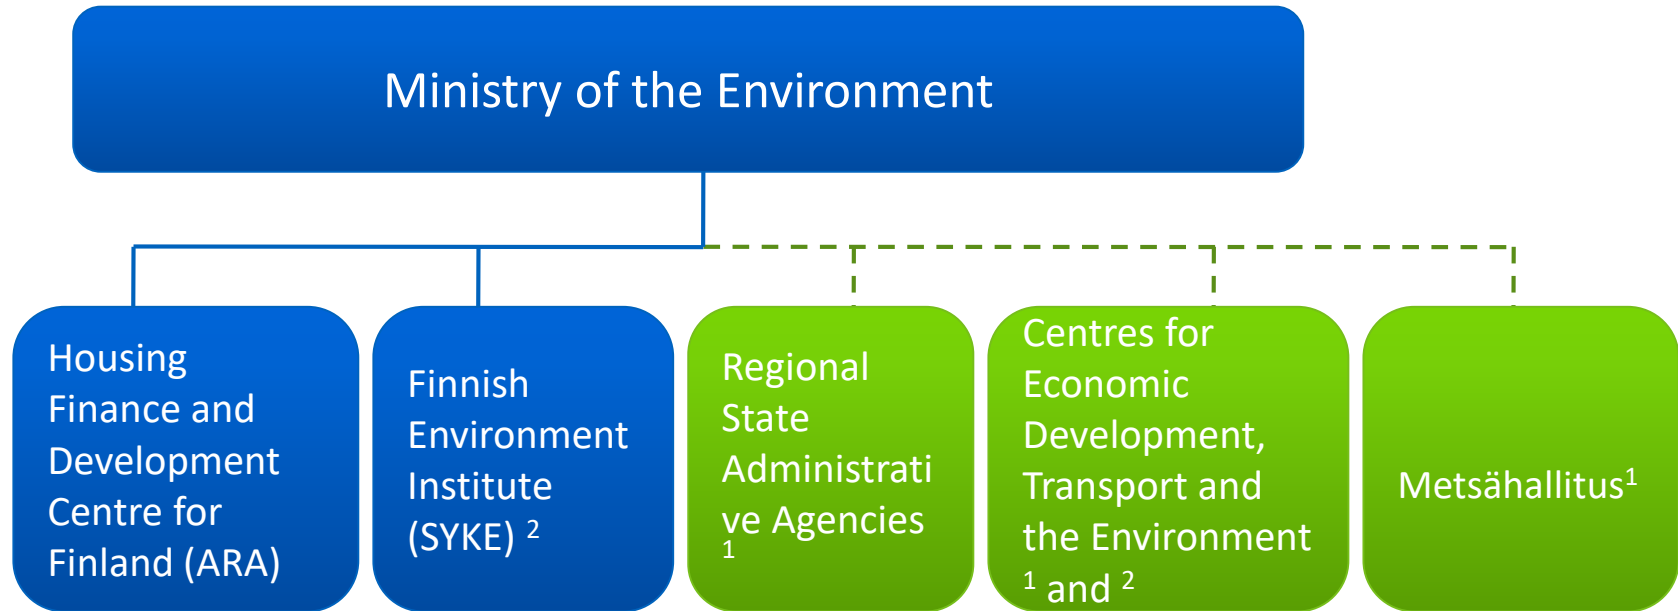 Ministry of the Environment
Housing
Finance and
Development
Centre for
Finland (ARA)
Finnish
Environment
Institute
(SYKE) ²
Regional
State
Administrati
ve Agencies
¹
Centres for
Economic
Development,
Transport and
the Environment
¹ and ²
Metsähallitus¹